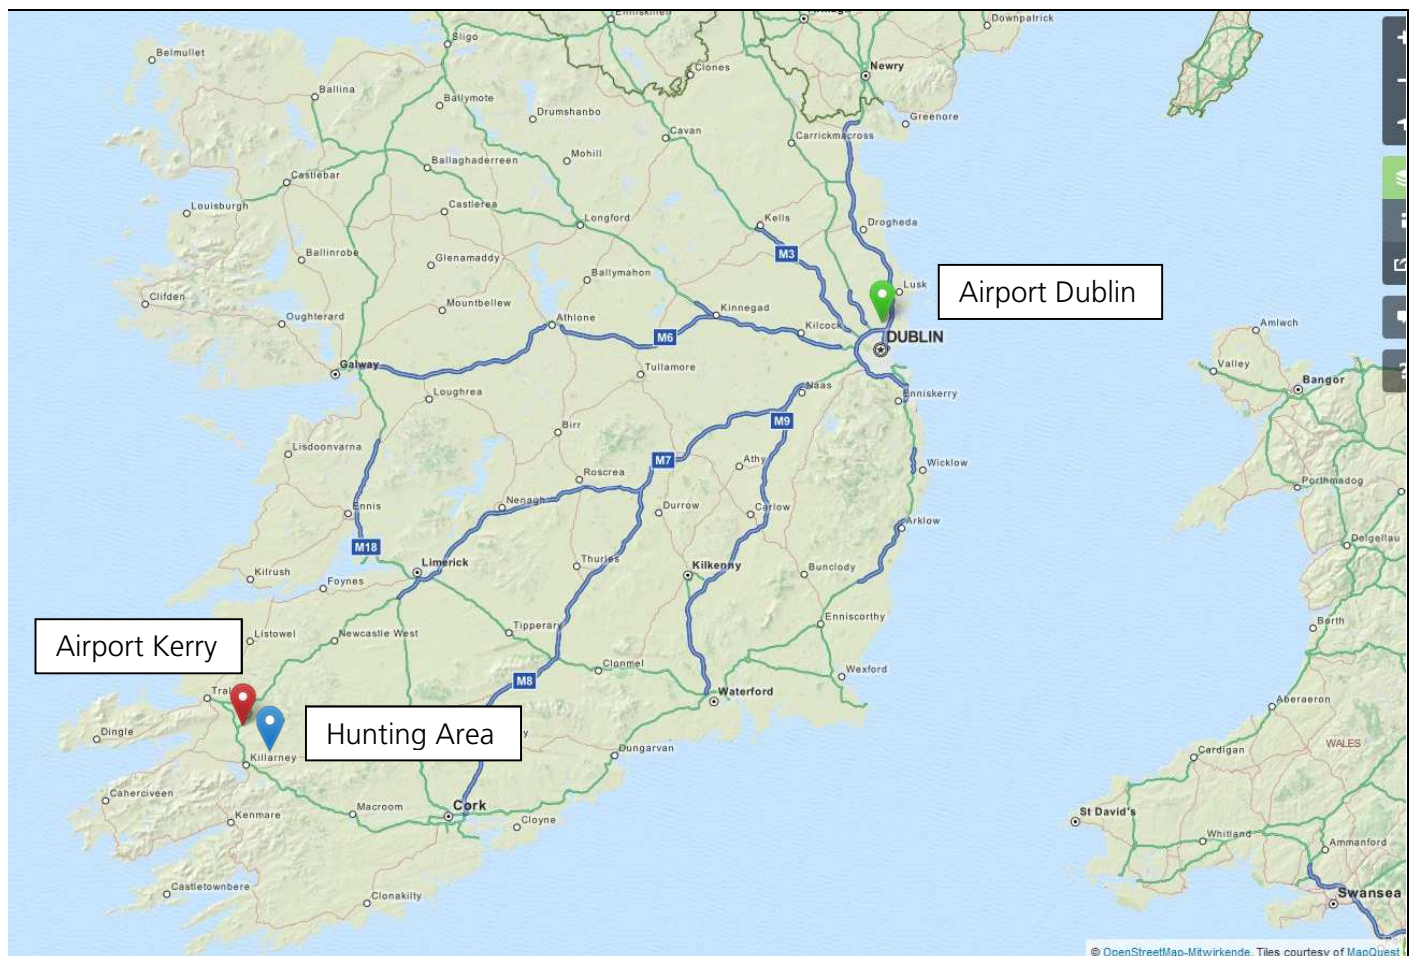 Enniskillen
Downpatrick
Sligo
Belmullet
Clones
Newry
Ballina
Ballymote
Drumshanbo
Greenore
Cavan
Carrickmacross
Ballaghaderreen
Mohill
Castlebar
Louisburgh
Castlerea
Longford
Kells
Drogheda
Ballinrobe
Glenamaddy
M3
Ballymahon
Lusk
Airport Dublin
Clifden
Mountbellew
Oughterard
Athlone
Kinnegad
Kilcock
M6
DUBLIN
Amlwch
Galway
Tullamore
Valley
Bangor
Loughrea
Naas
Enniskerry
Birr
M9
Lisdoonvarna
M7
Athy
Wicklow
Roscrea
Porthmadog
Nenagh
Ennis
Durrow
Carlow
Arklow
M18
Dolgellau
Limerick
Thurles
Kilkenny
Bunclody
Kilrush
Foynes
Listowel
Newcastle West
Tipperary
Enniscorthy
Borth
Airport Kerry
Clonmel
Wexford
M8
Waterford
Aberaeron
Hunting Area
Dingle
Killarney
Dungarvan
WALES
Cardigan
Caherciveen
Kenmare
Macroom
Cork
Cloyne
St David's
Whitland
Ammanford
Castletownbere
Clonakilty
Swansea
© OpenStreetMap-Mitwirkende, Tiles courtesy of MapQuest